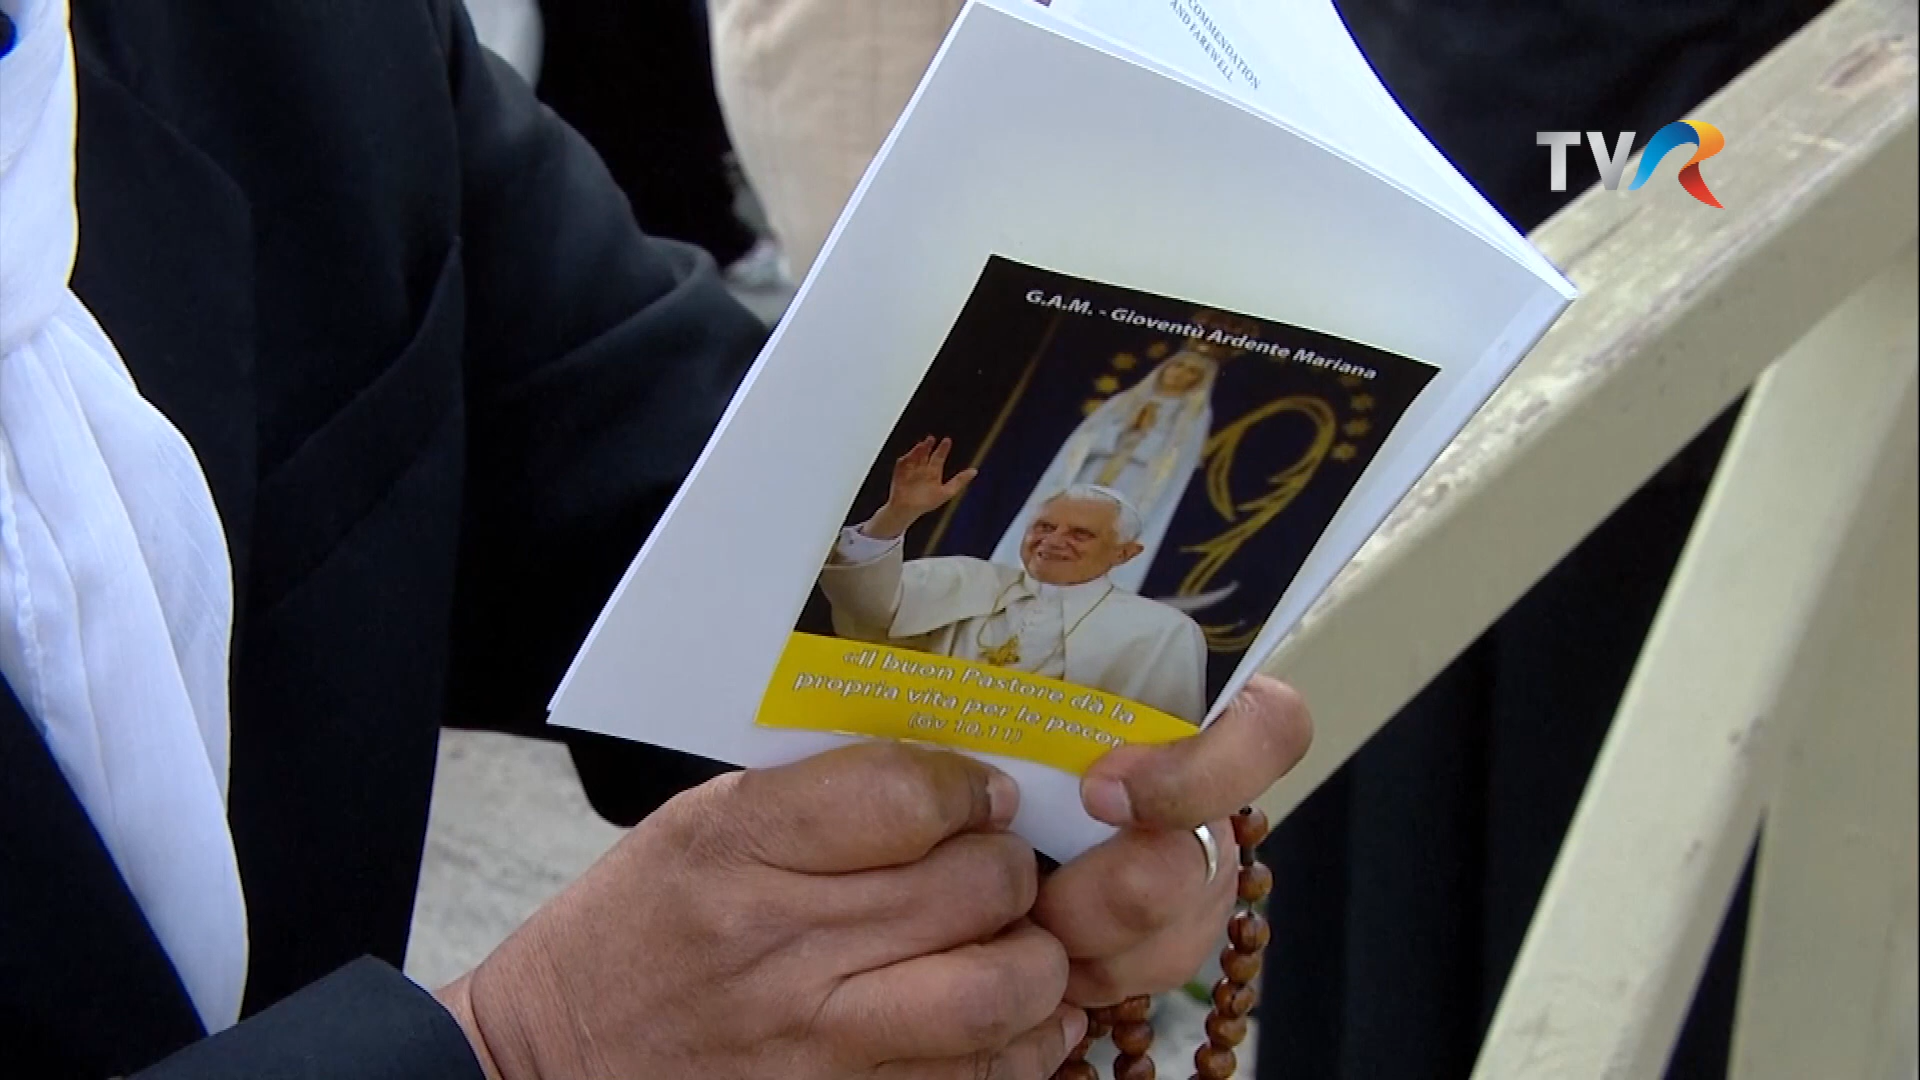 COMMENDATION
AND FAREWELL
TVR
G.A.M. - Gioventù Ardente Mariana
«Il buon Pastore dà la
propria vita per le pecor
(Gv 10,11)